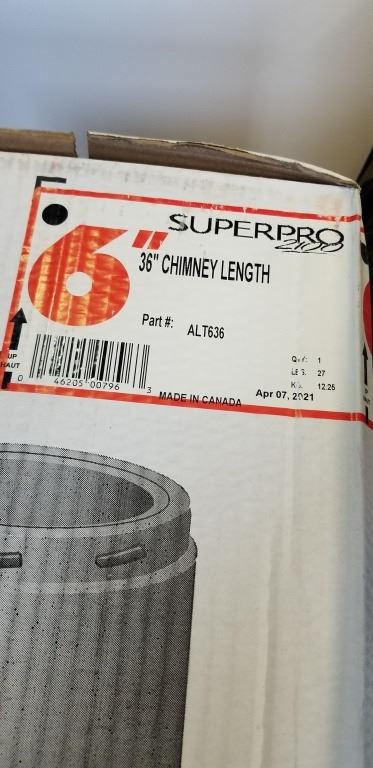 6"
SUPERPRO
2100
36" CHIMNEY LENGTH
Part #: ALT636
UP
HAUT
QTY: 1
LBS: 27
KG: 12.25
0 46205 00796 3
MADE IN CANADA
Apr 07, 2021